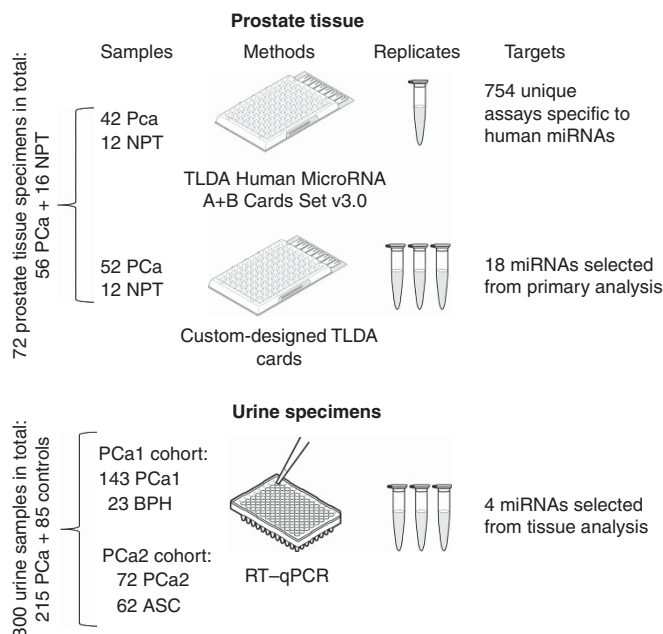 Prostate tissue
Samples
Methods
Replicates
Targets
72 prostate tissue specimens in total:
56 PCa + 16 NPT
42 Pca
12 NPT
TLDA Human MicroRNA
A+B Cards Set v3.0
754 unique
assays specific to
human miRNAs
52 PCa
12 NPT
Custom-designed TLDA
cards
18 miRNAs selected
from primary analysis
Urine specimens
300 urine samples in total:
215 PCa + 85 controls
PCa1 cohort:
143 PCa1
23 BPH
PCa2 cohort:
72 PCa2
62 ASC
RT–qPCR
4 miRNAs selected
from tissue analysis